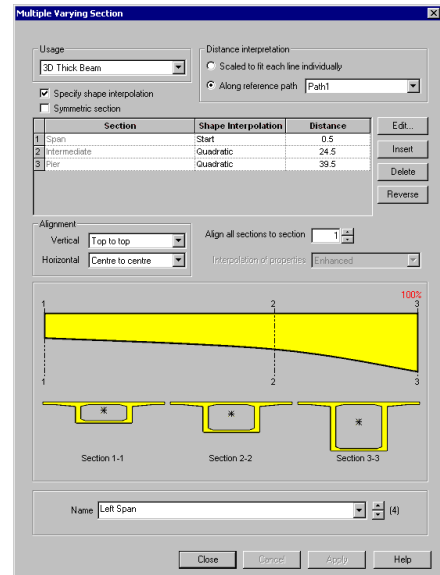 Multiple Varying Section
Usage
3D Thick Beam
Distance interpretation
Scaled to fit each line individually
Along reference path Path1
Specify shape interpolation
Symmetric section
Section Shape Interpolation Distance
1 Span Start 0.5
2 Intermediate Quadratic 24.5
3 Pier Quadratic 39.5
Edit...
Insert
Delete
Reverse
Alignment
Vertical Top to top
Horizontal Centre to centre
Align all sections to section 1
Interpolation of properties Enhanced
100%
1 2 3
1 2 3
Section 1-1 Section 2-2 Section 3-3
Name Left Span (4)
Close Cancel Apply Help